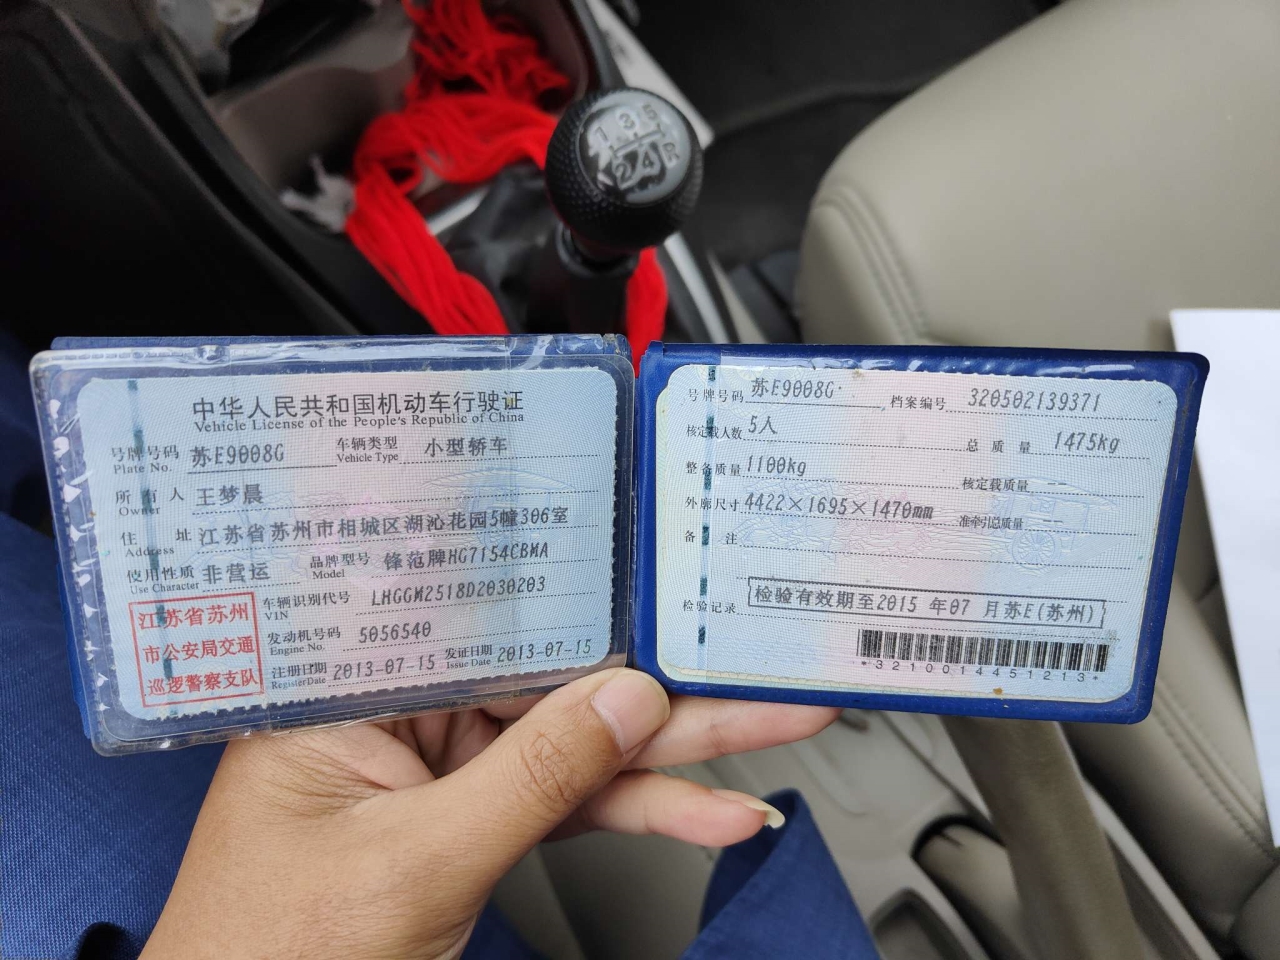 1 3 5
2 4 R
中华人民共和国机动车行驶证
Vehicle License of the People's Republic of China
号牌号码 苏E9008G 车辆类型 小型轿车
Plate No. Vehicle Type
所有人 王梦晨
Owner
住址 江苏省苏州市相城区湖沁花园5幢306室
Address
使用性质 非营运 品牌型号 锋范牌HG7154CBMA
Use Character Model
江苏省苏州
市公安局交通
巡逻警察支队
车辆识别代号 LHGGM2518D2030203
VIN
发动机号码 5056540
Engine No.
注册日期 2013-07-15 发证日期 2013-07-15
Register Date Issue Date
号牌号码 苏E9008G 档案编号 320502139371
核定载人数 5人 总质量 1475kg
整备质量 1100kg 核定载质量 --
外廓尺寸 4422×1695×1470mm 准牵引总质量 --
备注
检验记录 检验有效期至2015 年07 月苏E(苏州)
*3210014451213*